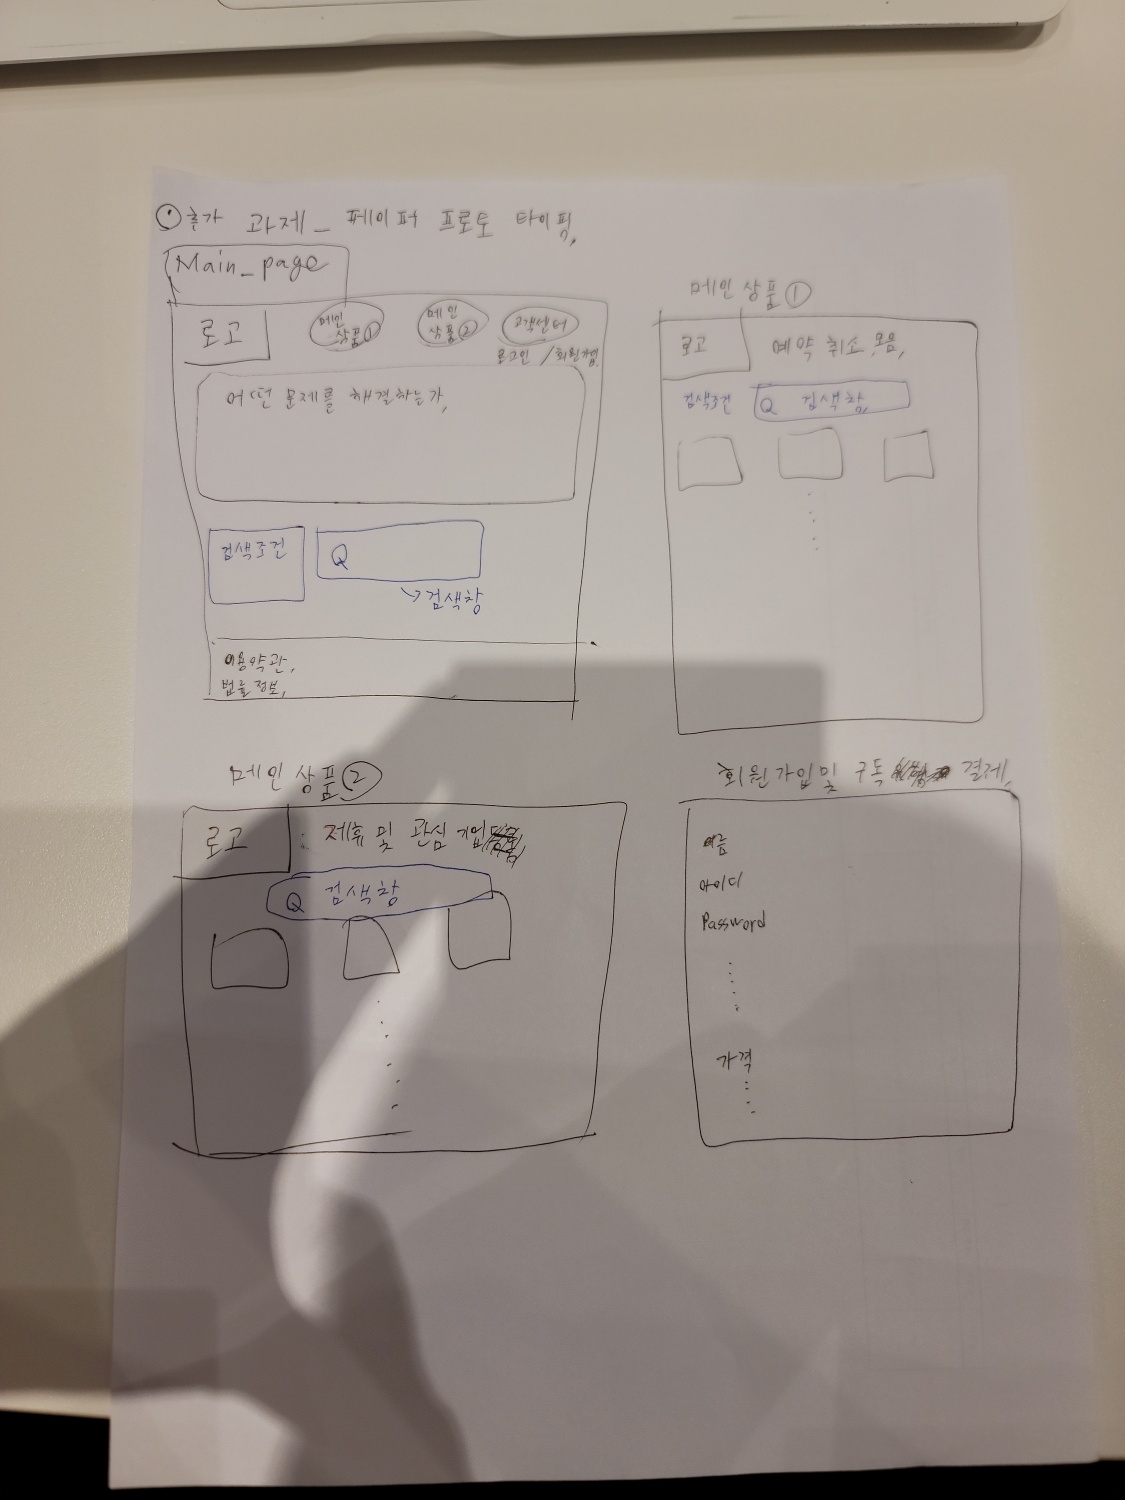 추가 과제_ 페이퍼 프로토 타이핑,
Main_page
로고
메인
상품①
메인
상품②
고객센터
로그인 /회원가입
어떤 문제를 해결하는가,
검색조건
Q
→검색창
이용약관,
법률정보,
메인 상품①
로고
예약 취소 모음,
검색조건
Q 검색창
메인 상품②
로고
: 제휴 및 관심 기업
Q 검색창
회원가입 및 구독 결제,
이름
아이디
Password
가격